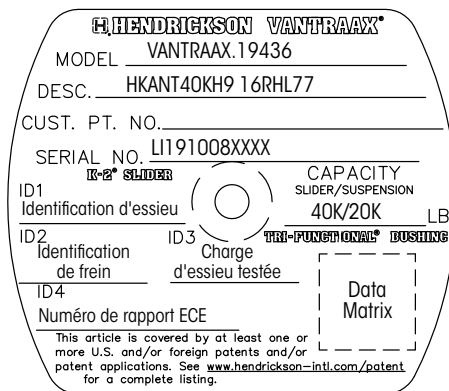 HENDRICKSON VANTRAAX®
MODEL VANTRAAX.19436
DESC. HKANT40KH9 16RHL77
CUST. PT. NO.
SERIAL NO. LI191008XXXX
K-2® SLIDER
CAPACITY
SLIDER/SUSPENSION
40K/20K LB
ID1
Identification d'essieu
TRI-FUNCTIONAL® BUSHING
ID2
Identification
de frein
ID3
Charge
d'essieu testée
ID4
Numéro de rapport ECE
Data
Matrix
This article is covered by at least one or
more U.S. and/or foreign patents and/or
patent applications. See www.hendrickson-intl.com/patent
for a complete listing.